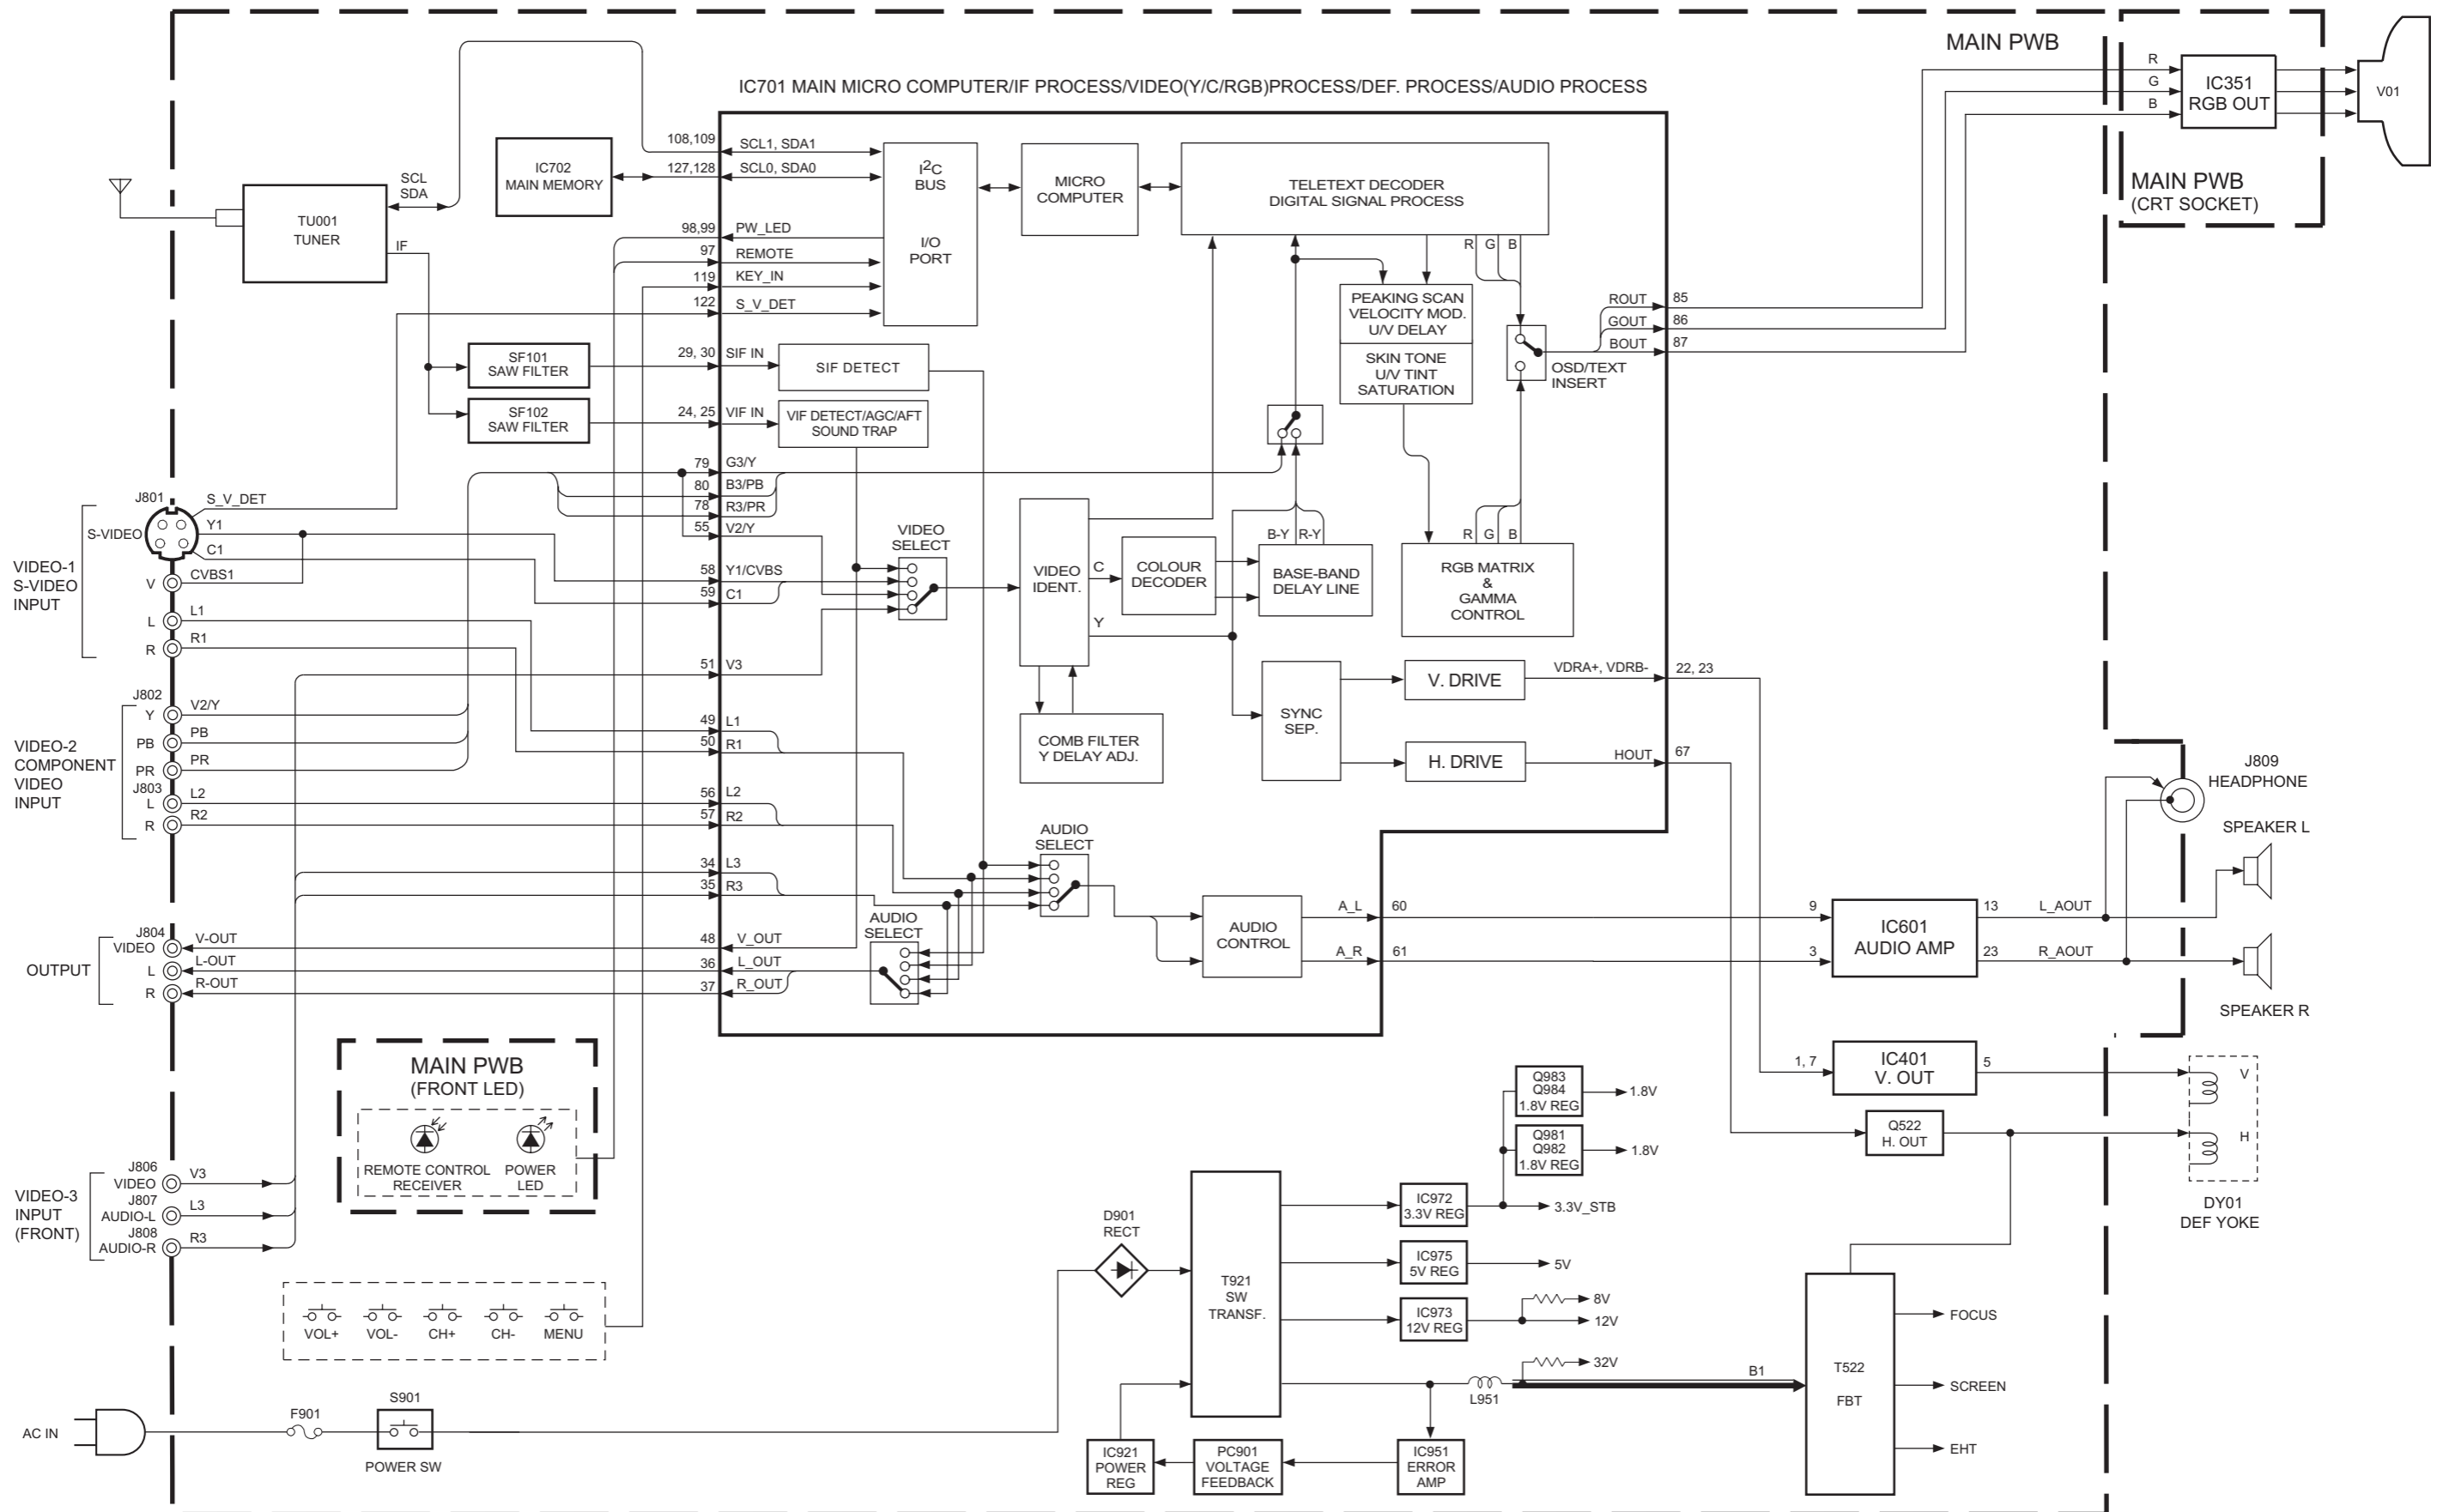 MAIN PWB
IC701 MAIN MICRO COMPUTER/IF PROCESS/VIDEO(Y/C/RGB)PROCESS/DEF. PROCESS/AUDIO PROCESS
R
G
B
IC351
RGB OUT
V01
MAIN PWB
(CRT SOCKET)
TU001
TUNER
SCL
SDA
IF
IC702
MAIN MEMORY
108,109
SCL1, SDA1
127,128
SCL0, SDA0
98,99
PW_LED
97
REMOTE
119
KEY_IN
122
S_V_DET
I2C
BUS
I/O
PORT
MICRO
COMPUTER
TELETEXT DECODER
DIGITAL SIGNAL PROCESS
R G B
PEAKING SCAN
VELOCITY MOD.
U/V DELAY
SKIN TONE
U/V TINT
SATURATION
OSD/TEXT
INSERT
ROUT
85
GOUT
86
BOUT
87
SF101
SAW FILTER
29, 30
SIF IN
SIF DETECT
SF102
SAW FILTER
24, 25
VIF IN
VIF DETECT/AGC/AFT
SOUND TRAP
79
G3/Y
80
B3/PB
78
R3/PR
55
V2/Y
VIDEO
SELECT
58
Y1/CVBS
59
C1
VIDEO
IDENT.
C
Y
COLOUR
DECODER
B-Y R-Y
BASE-BAND
DELAY LINE
R G B
RGB MATRIX
&
GAMMA
CONTROL
COMB FILTER
Y DELAY ADJ.
SYNC
SEP.
V. DRIVE
VDRA+, VDRB-
22, 23
H. DRIVE
HOUT
67
VIDEO-1
S-VIDEO
INPUT
J801
S-VIDEO
S_V_DET
Y1
C1
V
CVBS1
L
L1
R
R1
VIDEO-2
COMPONENT
VIDEO
INPUT
J802
Y
V2/Y
PB
PB
PR
PR
J803
L
L2
R
R2
51
V3
49
L1
50
R1
56
L2
57
R2
34
L3
35
R3
48
V_OUT
36
L_OUT
37
R_OUT
AUDIO
SELECT
AUDIO
SELECT
AUDIO
CONTROL
A_L
60
A_R
61
9
3
IC601
AUDIO AMP
13
L_AOUT
23
R_AOUT
J809
HEADPHONE
SPEAKER L
SPEAKER R
OUTPUT
J804
VIDEO
V-OUT
L
L-OUT
R
R-OUT
MAIN PWB
(FRONT LED)
REMOTE CONTROL
RECEIVER
POWER
LED
VIDEO-3
INPUT
(FRONT)
J806
VIDEO
V3
J807
AUDIO-L
L3
J808
AUDIO-R
R3
VOL+
VOL-
CH+
CH-
MENU
AC IN
F901
S901
POWER SW
D901
RECT
T921
SW
TRANSF.
Q983
Q984
1.8V REG
1.8V
Q981
Q982
1.8V REG
1.8V
IC972
3.3V REG
3.3V_STB
IC975
5V REG
5V
IC973
12V REG
8V
12V
32V
L951
B1
IC921
POWER
REG
PC901
VOLTAGE
FEEDBACK
IC951
ERROR
AMP
1, 7
IC401
V. OUT
5
Q522
H. OUT
V
H
DY01
DEF YOKE
T522
FBT
FOCUS
SCREEN
EHT